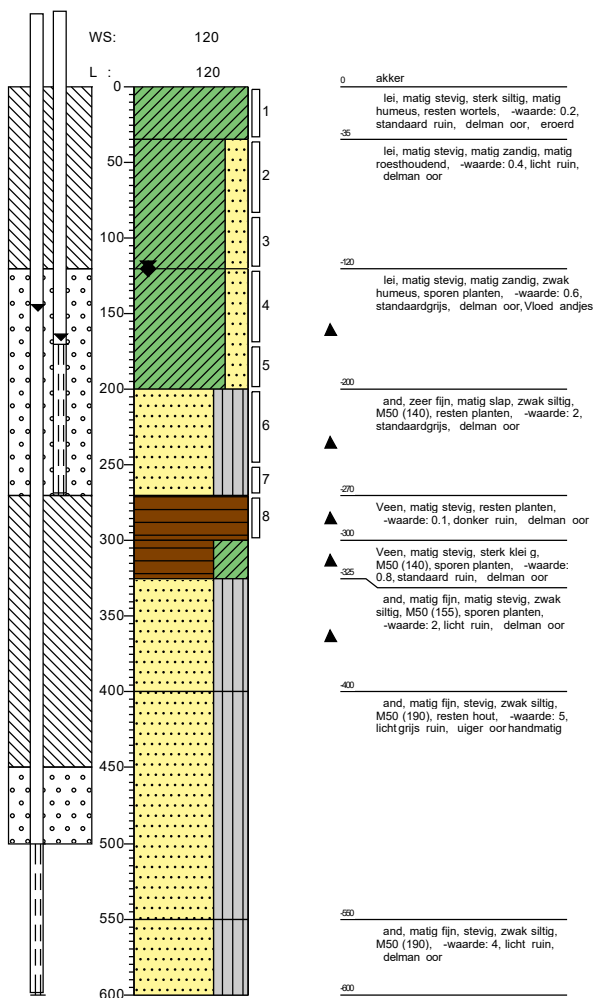 WS: 120
L : 120
0
50
100
150
200
250
300
350
400
450
500
550
600
1
2
3
4
5
6
7
8
0 akker
lei, matig stevig, sterk siltig, matig
humeus, resten wortels, -waarde: 0.2,
standaard ruin, delman oor, eroerd
-35
lei, matig stevig, matig zandig, matig
roesthoudend, -waarde: 0.4, licht ruin,
delman oor
-120
lei, matig stevig, matig zandig, zwak
humeus, sporen planten, -waarde: 0.6,
standaardgrijs, delman oor, Vloed andjes
-200
and, zeer fijn, matig slap, zwak siltig,
M50 (140), resten planten, -waarde: 2,
standaardgrijs, delman oor
-270
Veen, matig stevig, resten planten,
-waarde: 0.1, donker ruin, delman oor
-300
Veen, matig stevig, sterk klei g,
M50 (140), sporen planten, -waarde:
0.8, standaard ruin, delman oor
-325
and, matig fijn, matig stevig, zwak
siltig, M50 (155), sporen planten,
-waarde: 2, licht ruin, delman oor
-400
and, matig fijn, stevig, zwak siltig,
M50 (190), resten hout, -waarde: 5,
lichtgrijs ruin, uiger oorhandmatig
-550
and, matig fijn, stevig, zwak siltig,
M50 (190), -waarde: 4, licht ruin,
delman oor
-600